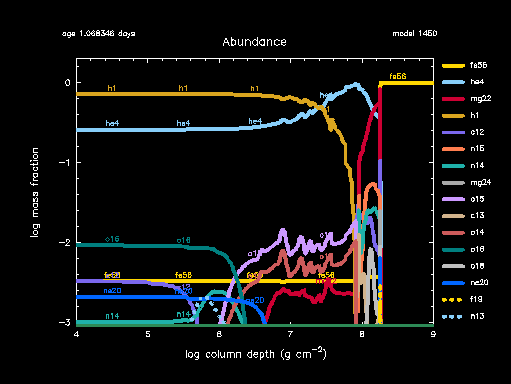 age 1.068346 days
model 1450
Abundance
fe56
0
he4
fe56
he4
mg22
h1
h1
h1
he4
h1
c12
he4
he4
he4
n15
−1
n14
mg24
log mass fraction
o15
c13
o14
−2
o16
o16
o16
o18
fe56
fe56
fe56
ne20
ne20
ne20
f19
n14
n14
n13
−3
4
5
6
7
8
9
log column depth (g cm⁻²)